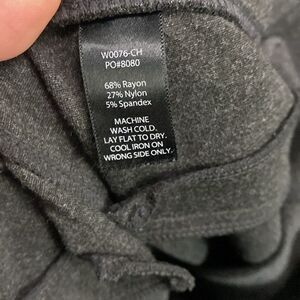 W0076-CH
PO#8080
68% Rayon
27% Nylon
5% Spandex
MACHINE
WASH COLD.
LAY FLAT TO DRY.
COOL IRON ON
WRONG SIDE ONLY.